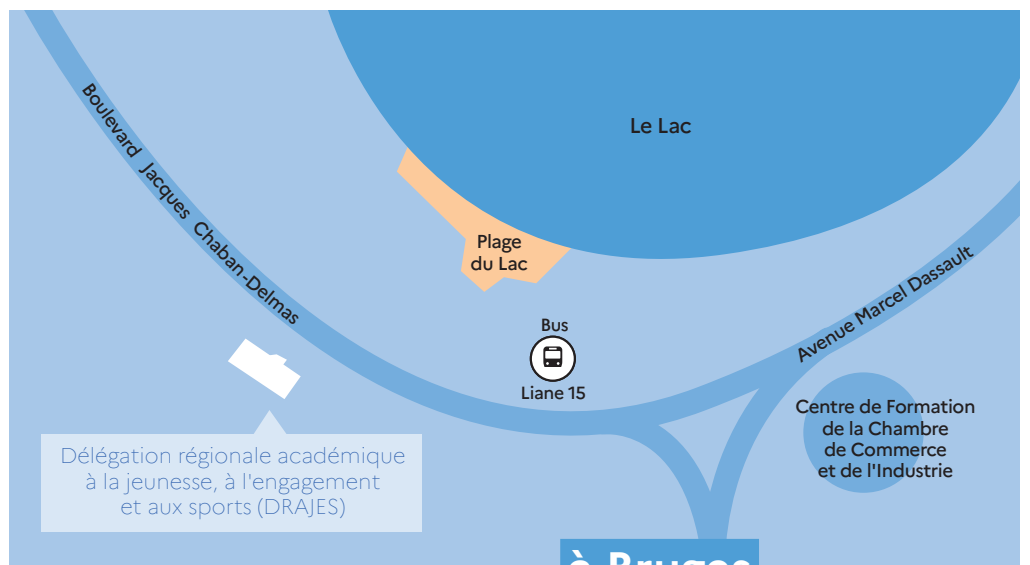 Boulevard Jacques Chaban-Delmas
Le Lac
Plage
du Lac
Avenue Marcel Dassault
Bus
Liane 15
Centre de Formation
de la Chambre
de Commerce
et de l'Industrie
Délégation régionale académique
à la jeunesse, à l'engagement
et aux sports (DRAJES)
à Bruges